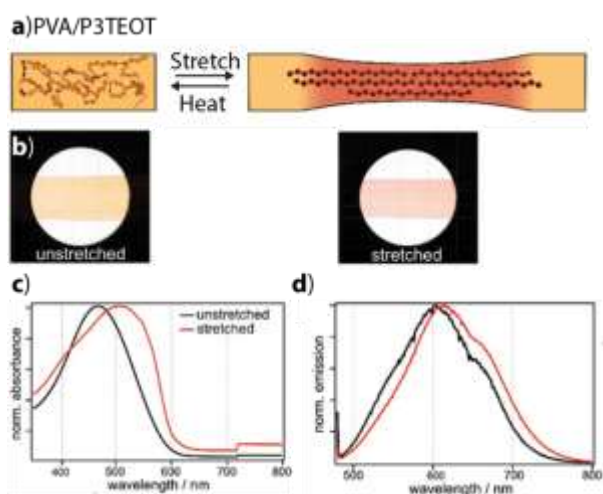 a)PVA/P3TEOT
Stretch
Heat
b)
unstretched
stretched
c)
d)
norm. absorbance
unstretched
stretched
400 500 600 700 800
wavelength / nm
norm. emission
500 600 700 800
wavelength / nm